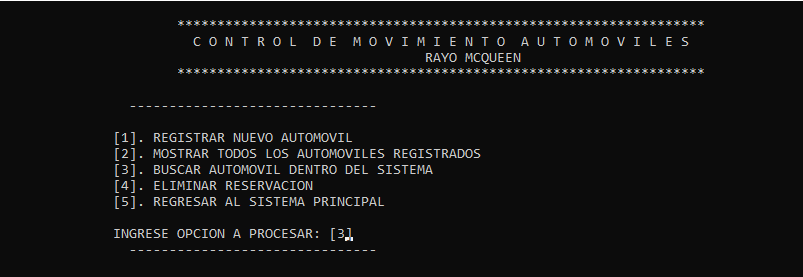 ******************************************************************
C O N T R O L  D E  M O V I M I E N T O  A U T O M O V I L E S
RAYO MCQUEEN
******************************************************************
-------------------------------
[1]. REGISTRAR NUEVO AUTOMOVIL
[2]. MOSTRAR TODOS LOS AUTOMOVILES REGISTRADOS
[3]. BUSCAR AUTOMOVIL DENTRO DEL SISTEMA
[4]. ELIMINAR RESERVACION
[5]. REGRESAR AL SISTEMA PRINCIPAL
INGRESE OPCION A PROCESAR: [3]
-------------------------------